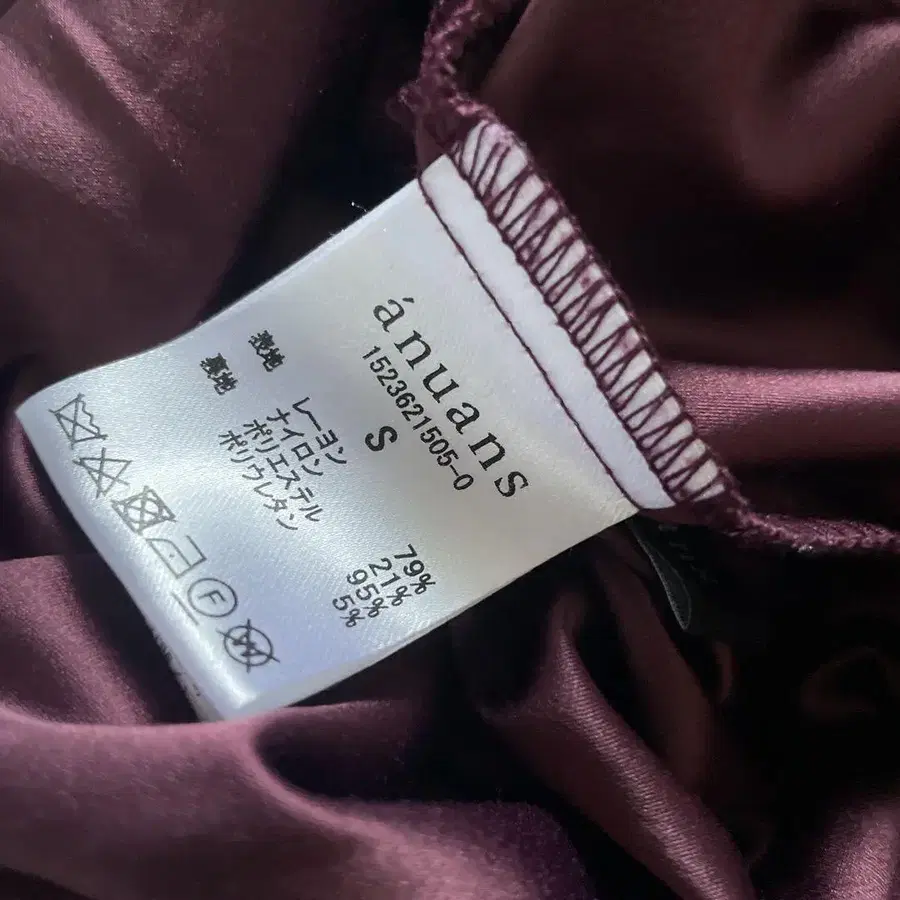 ánuans
1523621505-0
S
表地 レーヨン 79%
ナイロン 21%
裏地 ポリエステル 95%
ポリウレタン 5%
F
W